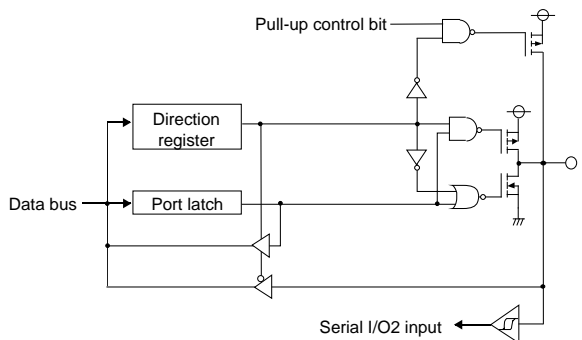 Pull-up control bit
Direction
register
Data bus
Port latch
Serial I/O2 input